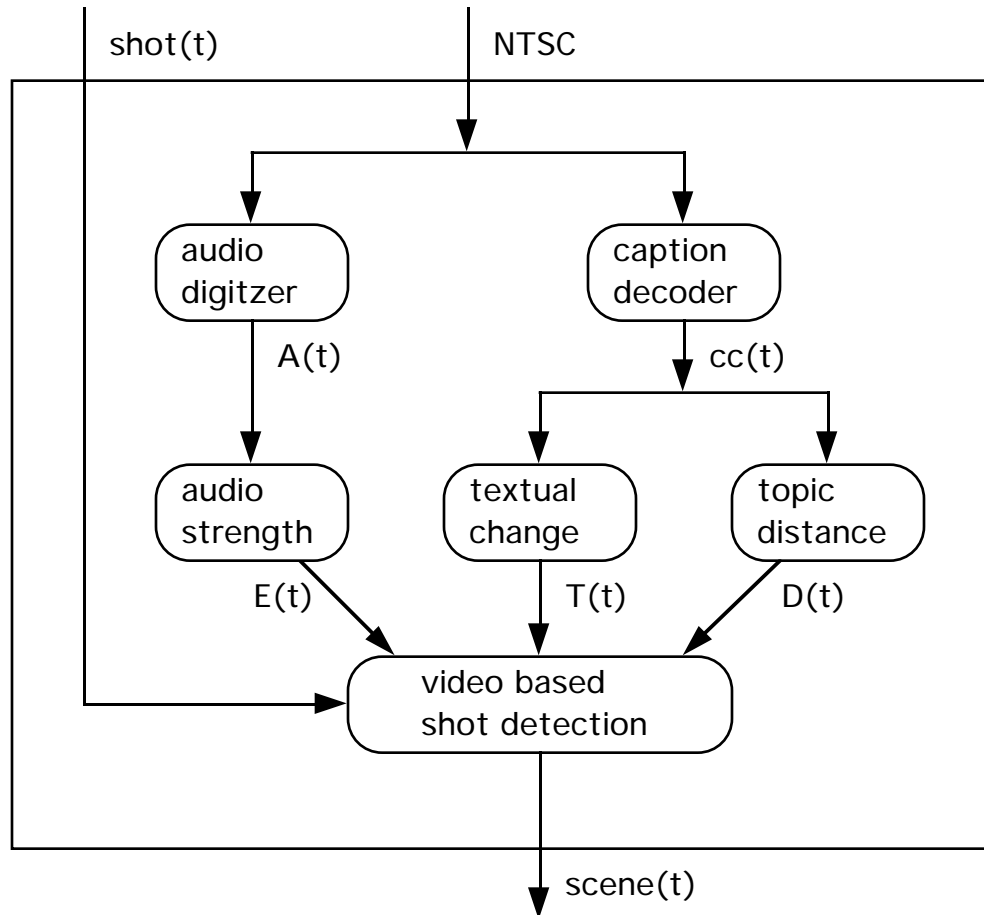 shot(t)
NTSC
audio
digitzer
caption
decoder
A(t)
cc(t)
audio
strength
textual
change
topic
distance
E(t)
T(t)
D(t)
video based
shot detection
scene(t)